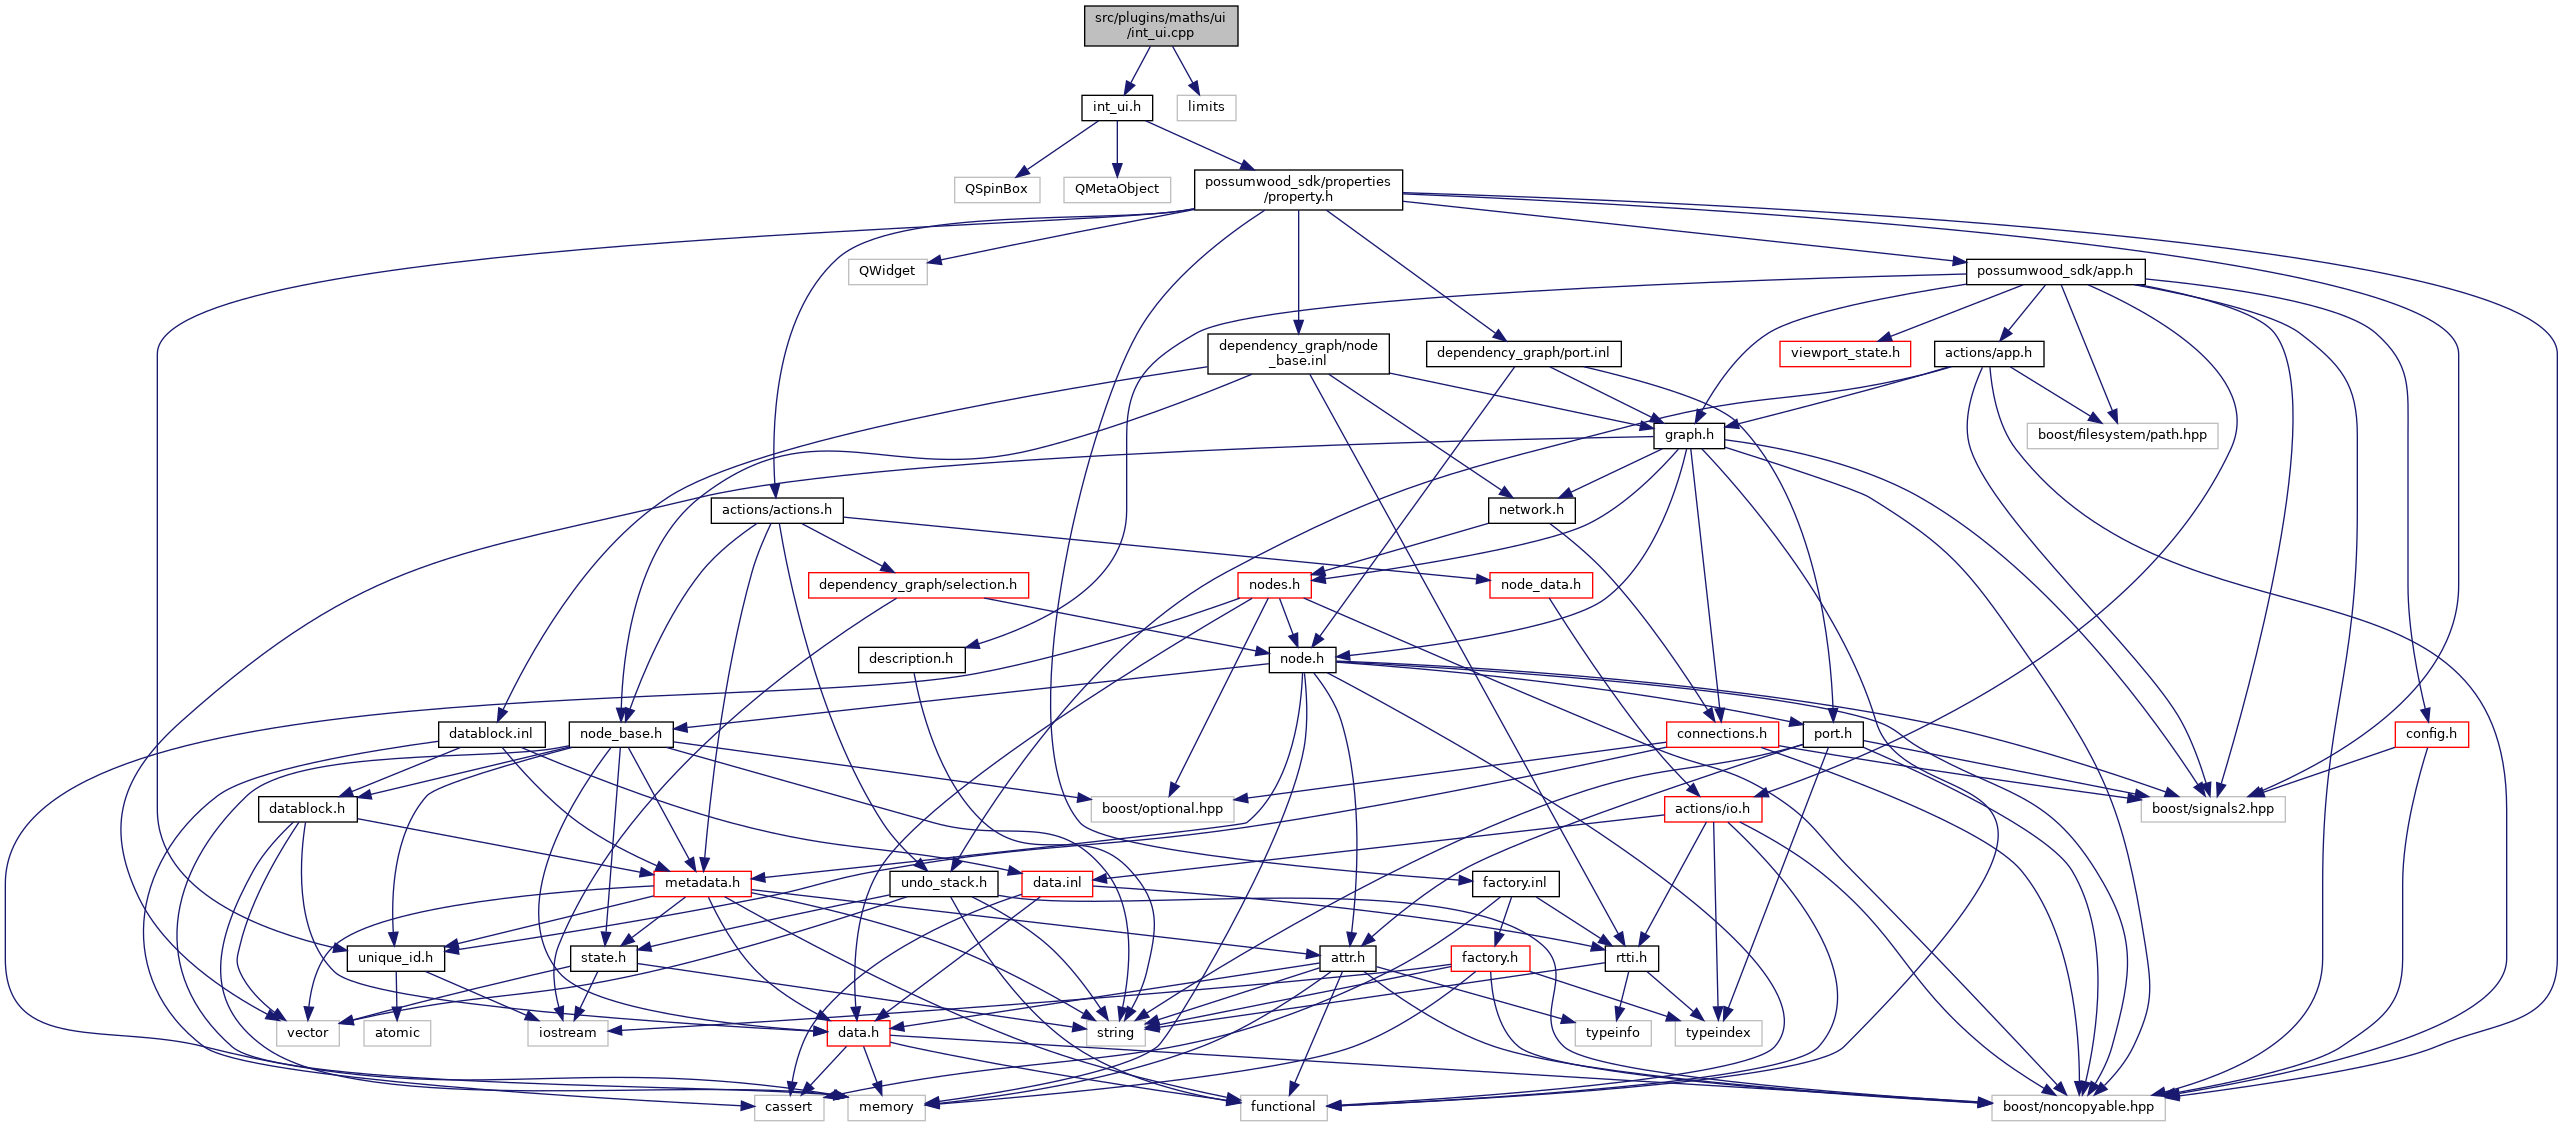 src/plugins/maths/ui
/int_ui.cpp
int_ui.h
limits
QSpinBox
QMetaObject
possumwood_sdk/properties
/property.h
QWidget
possumwood_sdk/app.h
dependency_graph/node
_base.inl
dependency_graph/port.inl
viewport_state.h
actions/app.h
graph.h
boost/filesystem/path.hpp
actions/actions.h
network.h
dependency_graph/selection.h
nodes.h
node_data.h
description.h
node.h
datablock.inl
node_base.h
connections.h
port.h
config.h
datablock.h
boost/optional.hpp
actions/io.h
boost/signals2.hpp
metadata.h
undo_stack.h
data.inl
factory.inl
unique_id.h
state.h
attr.h
factory.h
rtti.h
vector
atomic
iostream
data.h
string
typeinfo
typeindex
cassert
memory
functional
boost/noncopyable.hpp